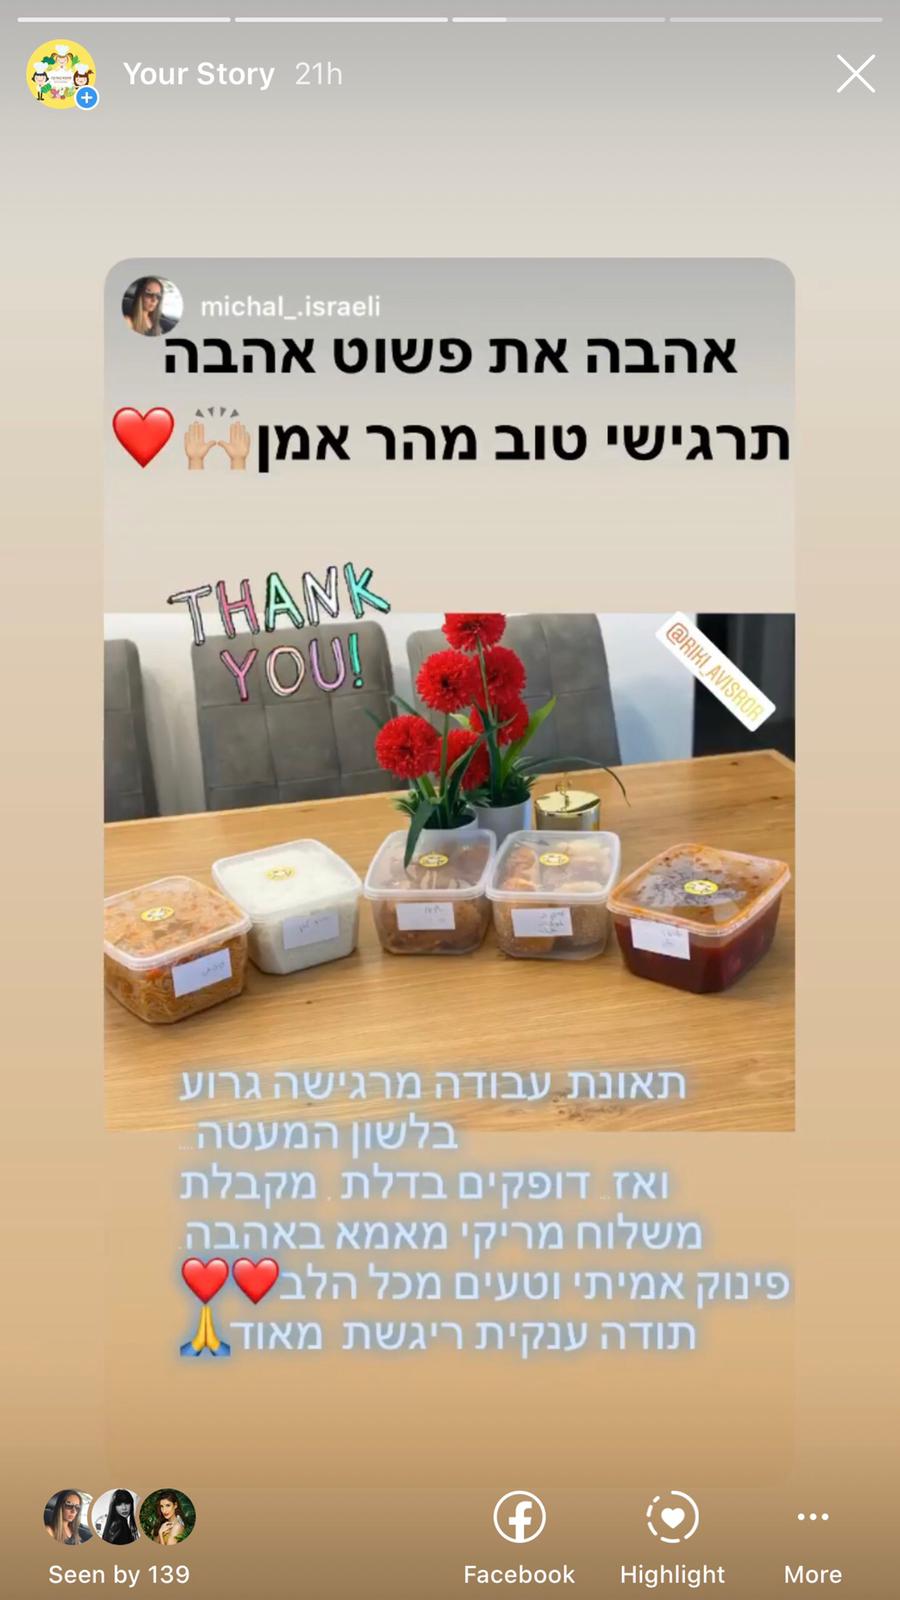 Your Story 21h
michal_.israeli
אהבה את פשוט אהבה
תרגישי טוב מהר אמן🙌🏼❤️
THANK
YOU!
@RIKI_AVISROR
תאונת עבודה מרגישה גרוע
בלשון המעטה...
ואז... דופקים בדלת , מקבלת
משלוח מריקי מאמא באהבה.
פינוק אמיתי וטעים מכל הלב❤️❤️
תודה ענקית ריגשת מאוד🙏
Seen by 139
Facebook
Highlight
More